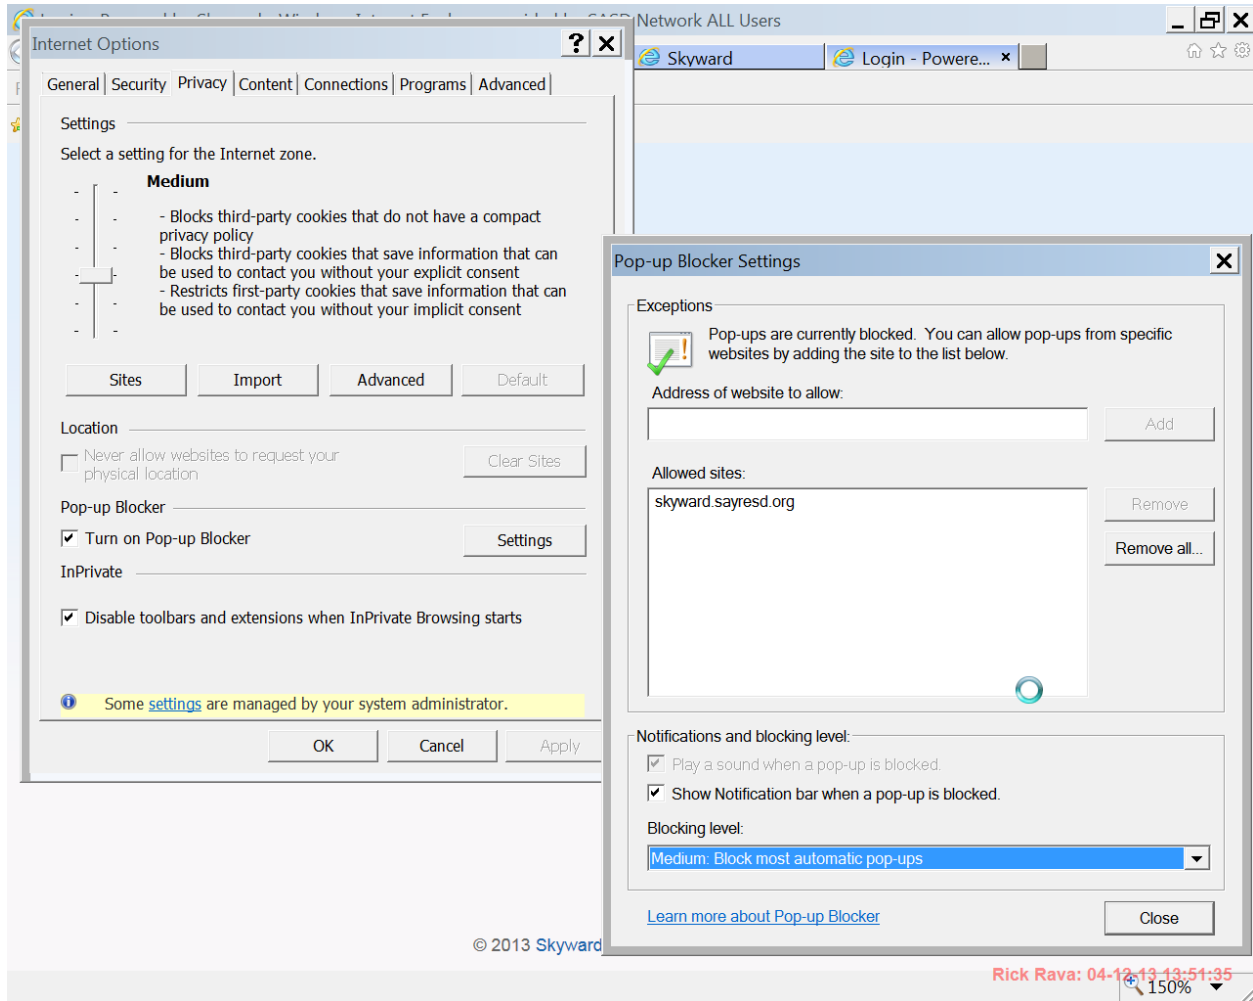 Network ALL Users
Internet Options
Skyward
Login - Powere...
General Security Privacy Content Connections Programs Advanced
Settings
Select a setting for the Internet zone.
Medium
- Blocks third-party cookies that do not have a compact
privacy policy
- Blocks third-party cookies that save information that can
be used to contact you without your explicit consent
- Restricts first-party cookies that save information that can
be used to contact you without your implicit consent
Sites Import Advanced Default
Location
Never allow websites to request your
physical location
Clear Sites
Pop-up Blocker
Turn on Pop-up Blocker
Settings
InPrivate
Disable toolbars and extensions when InPrivate Browsing starts
Some settings are managed by your system administrator.
OK Cancel Apply
Pop-up Blocker Settings
Exceptions
Pop-ups are currently blocked. You can allow pop-ups from specific
websites by adding the site to the list below.
Address of website to allow:
Add
Allowed sites:
skyward.sayresd.org
Remove
Remove all...
Notifications and blocking level:
Play a sound when a pop-up is blocked.
Show Notification bar when a pop-up is blocked.
Blocking level:
Medium: Block most automatic pop-ups
Learn more about Pop-up Blocker
Close
© 2013 Skyward
Rick Rava: 04-12-13 13:51:35
150%